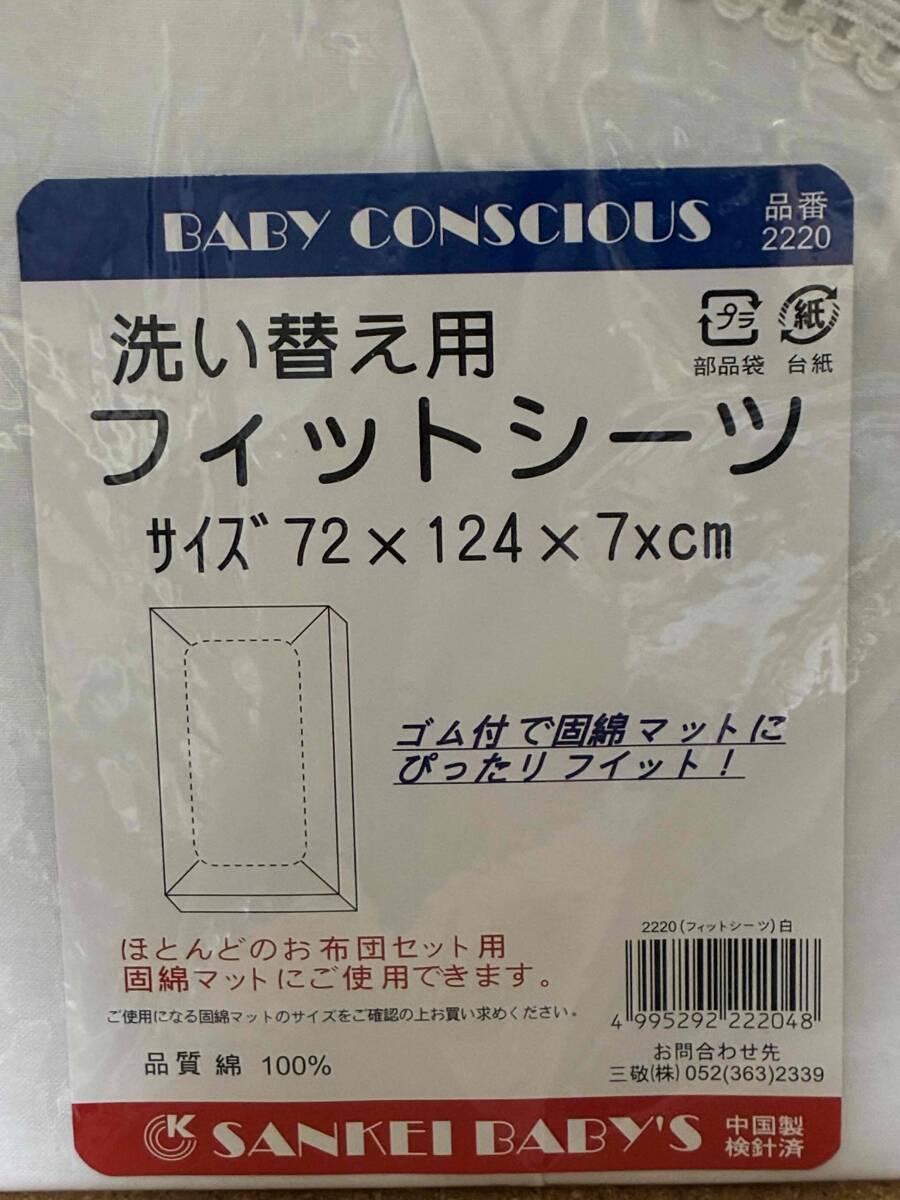 BABY CONSCIOUS
品番
2220
洗い替え用
プラ
紙
部品袋
台紙
フィットシーツ
サイズ 72×124×7xcm
ゴム付で固綿マットに
ぴったりフイット!
ほとんどのお布団セット用
固綿マットにご使用できます。
ご使用になる固綿マットのサイズをご確認の上お買い求めください。
品質 綿 100%
2220(フィットシーツ)白
4 995292 222048
お問合わせ先
三敬(株) 052(363)2339
CK SANKEI BABY'S
中国製
検針済